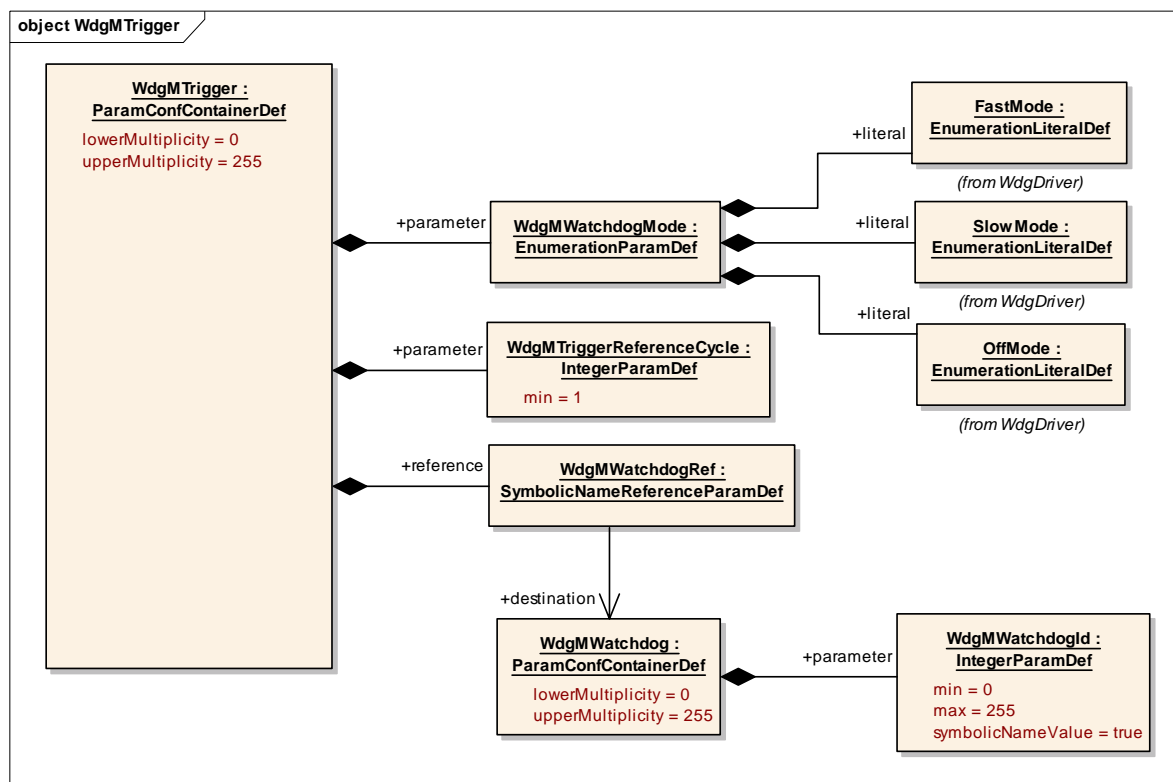 object WdgMTrigger
WdgMTrigger :
ParamConfContainerDef
lowerMultiplicity = 0
upperMultiplicity = 255
+parameter
WdgMWatchdogMode :
EnumerationParamDef
+literal
FastMode :
EnumerationLiteralDef
(from WdgDriver)
+literal
SlowMode :
EnumerationLiteralDef
(from WdgDriver)
+literal
OffMode :
EnumerationLiteralDef
(from WdgDriver)
+parameter
WdgMTriggerReferenceCycle :
IntegerParamDef
min = 1
+reference
WdgMWatchdogRef :
SymbolicNameReferenceParamDef
+destination
WdgMWatchdog :
ParamConfContainerDef
lowerMultiplicity = 0
upperMultiplicity = 255
+parameter
WdgMWatchdogId :
IntegerParamDef
min = 0
max = 255
symbolicNameValue = true